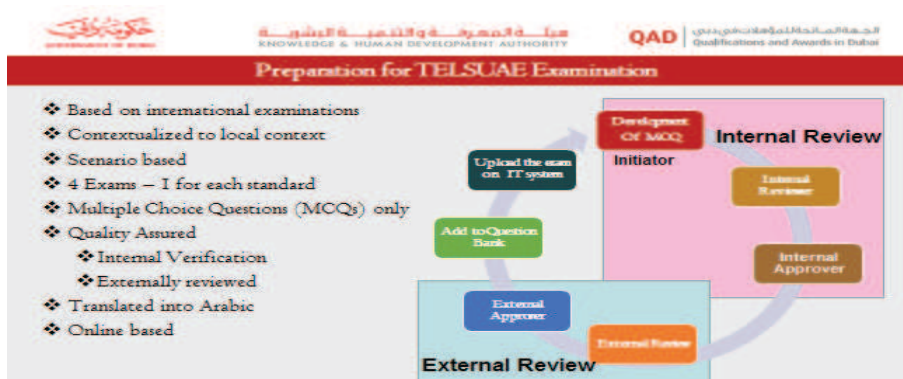 GOVERNMENT OF DUBAI
KNOWLEDGE & HUMAN DEVELOPMENT AUTHORITY
QAD
Qualifications and Awards in Dubai
Preparation for TELSUAE Examination
❖ Based on international examinations
❖ Contextualized to local context
❖ Scenario based
❖ 4 Exams – 1 for each standard
❖ Multiple Choice Questions (MCQs) only
❖ Quality Assured
❖ Internal Verification
❖ Externally reviewed
❖ Translated into Arabic
❖ Online based
Development
Of MCQ
Internal Review
Initiator
Internal
Reviewer
Internal
Approver
External Review
External
Approver
External Review
Add to Question
Bank
Upload the exam
on IT system